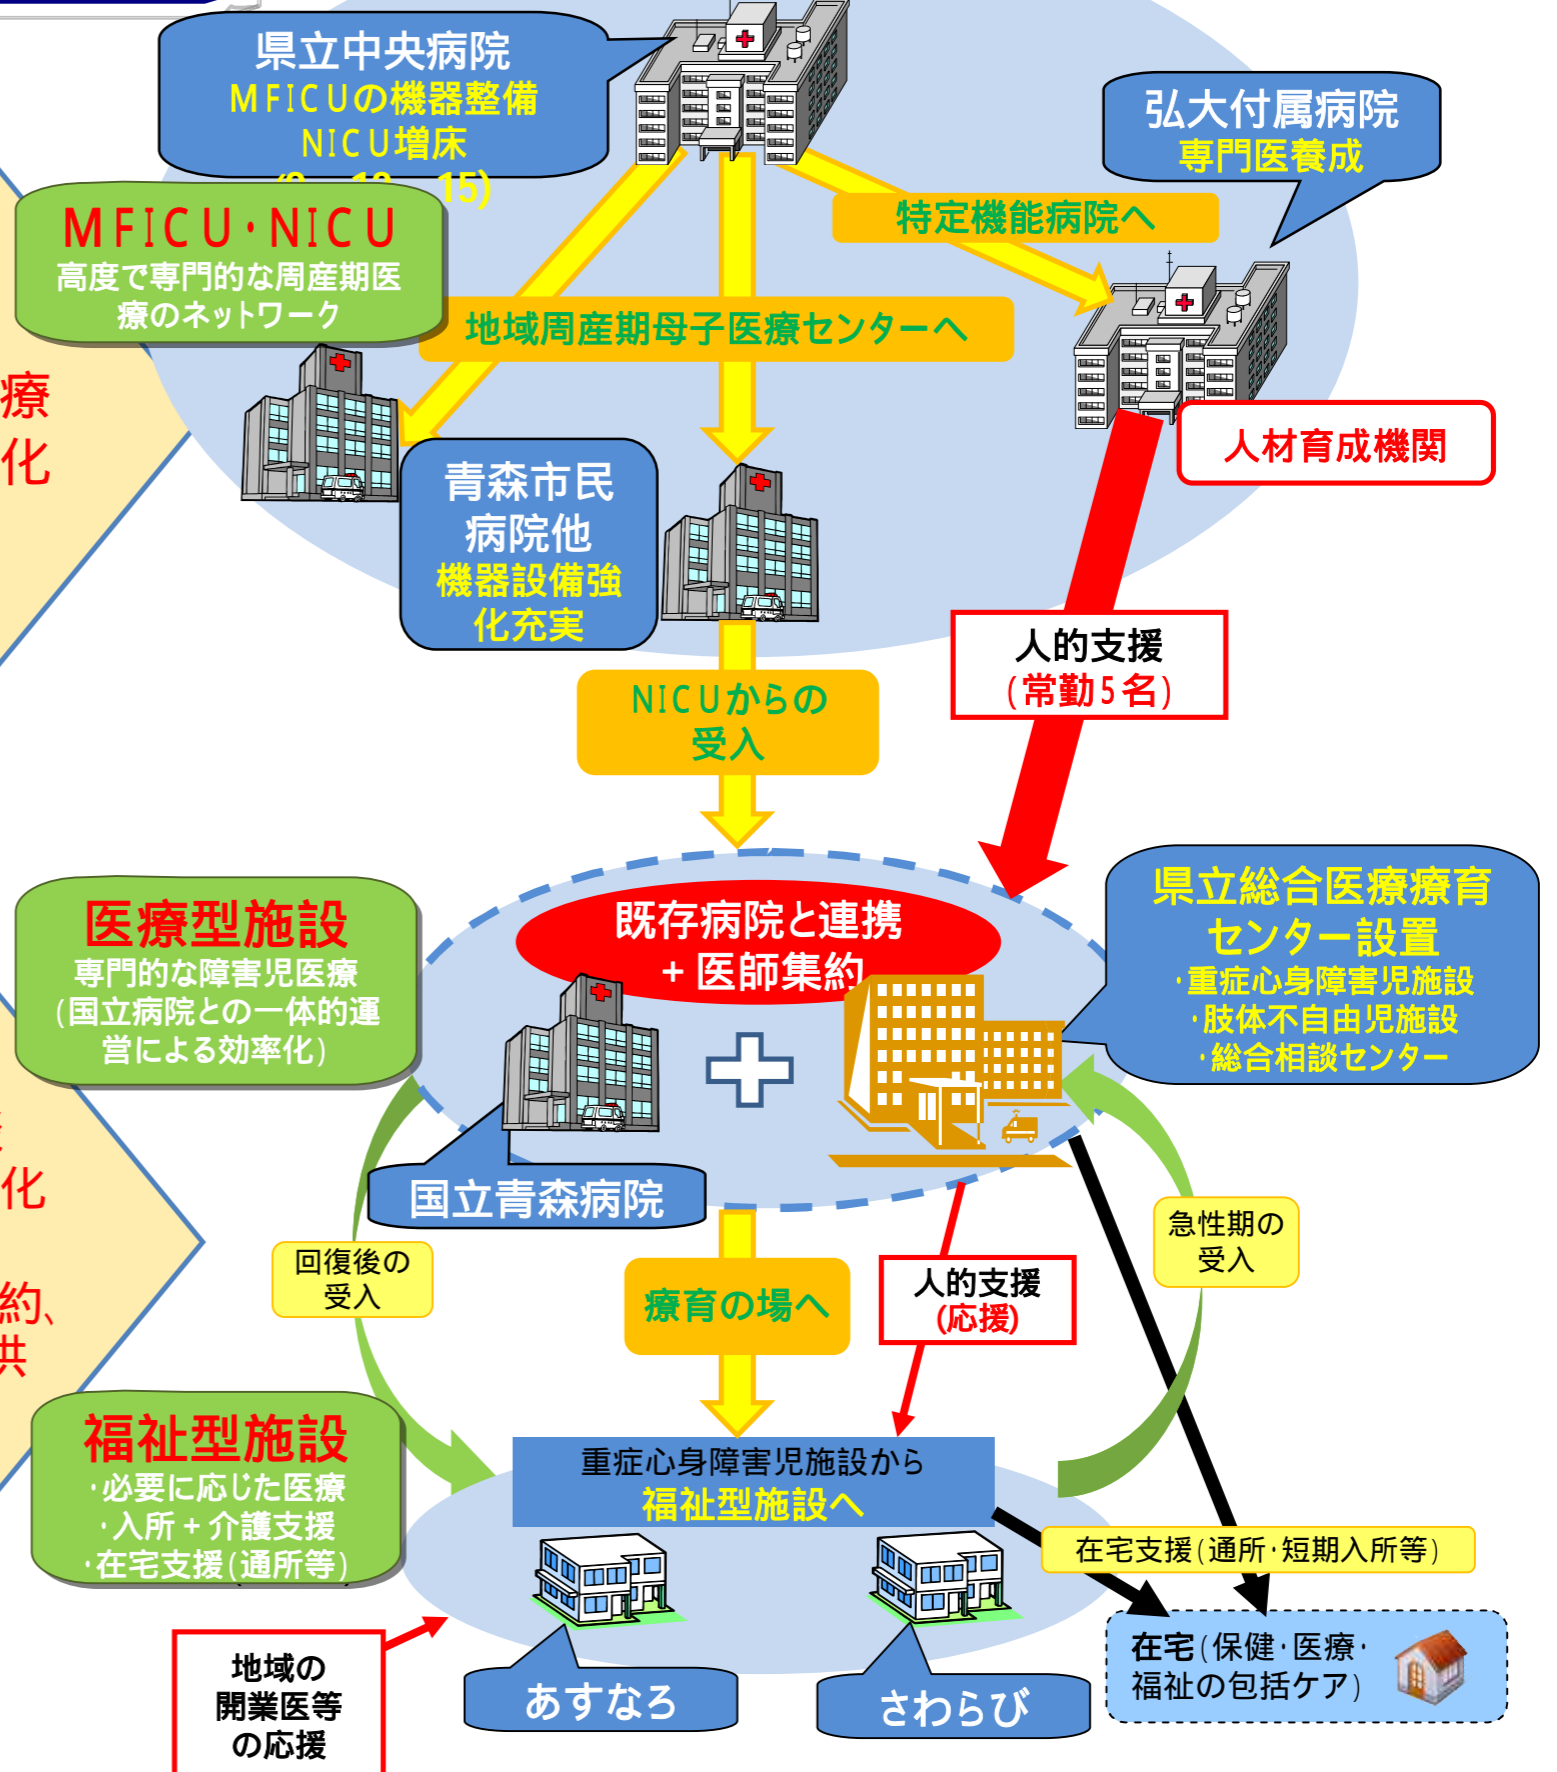 県立中央病院
MFICUの機器整備
NICU増床
15)
弘大付属病院
専門医養成
MFICU・NICU
高度で専門的な周産期医
療のネットワーク
特定機能病院へ
地域周産期母子医療センターへ
療
化
人材育成機関
青森市民
病院他
機器設備強
化充実
人的支援
(常勤5名)
NICUからの
受入
既存病院と連携
+医師集約
県立総合医療療育
センター設置
・重症心身障害児施設
・肢体不自由児施設
・総合相談センター
医療型施設
専門的な障害児医療
(国立病院との一体的運
営による効率化)
化
約、
供
国立青森病院
回復後の
受入
療育の場へ
人的支援
(応援)
急性期の
受入
福祉型施設
・必要に応じた医療
・入所+介護支援
・在宅支援(通所等)
重症心身障害児施設から
福祉型施設へ
在宅支援(通所・短期入所等)
在宅(保健・医療・
福祉の包括ケア)
地域の
開業医等
の応援
あすなろ
さわらび